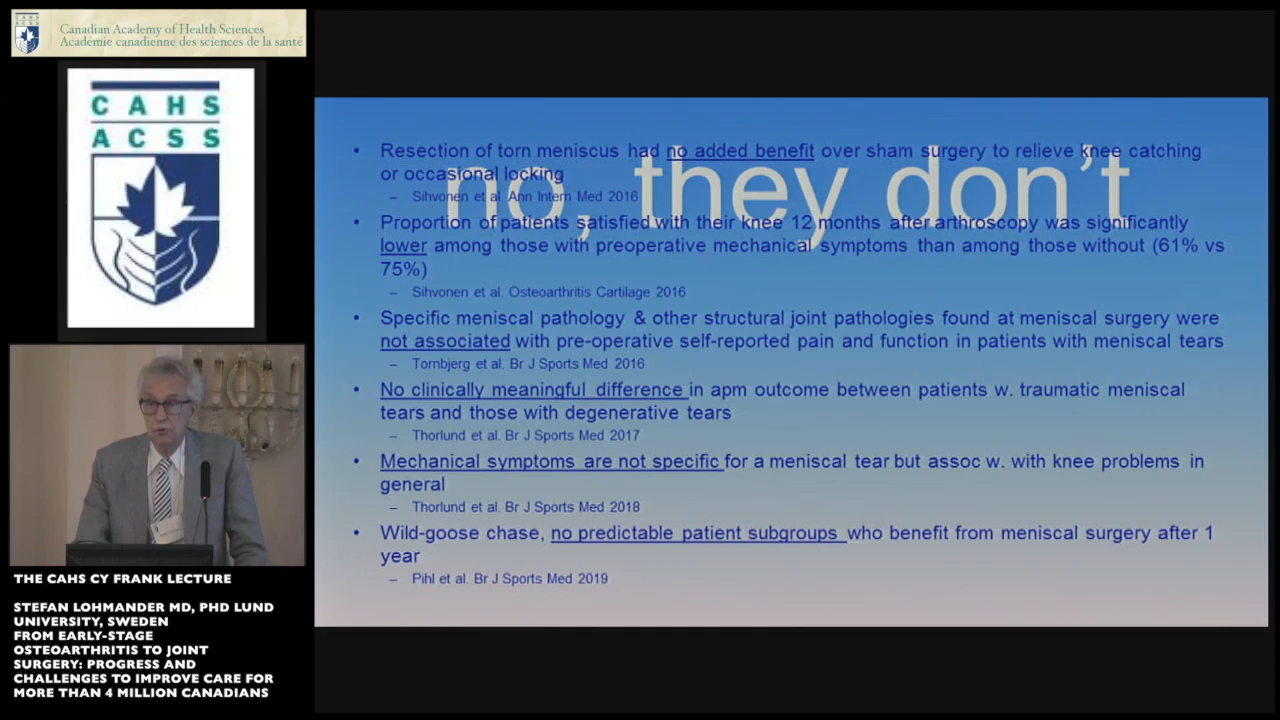 Canadian Academy of Health Sciences
Académie canadienne des sciences de la santé
CAHS
ACSS
no, they don't
• Resection of torn meniscus had no added benefit over sham surgery to relieve knee catching
or occasional locking
– Sihvonen et al. Ann Intern Med 2016
• Proportion of patients satisfied with their knee 12 months after arthroscopy was significantly
lower among those with preoperative mechanical symptoms than among those without (61% vs
75%)
– Sihvonen et al. Osteoarthritis Cartilage 2016
• Specific meniscal pathology & other structural joint pathologies found at meniscal surgery were
not associated with pre-operative self-reported pain and function in patients with meniscal tears
– Tornbjerg et al. Br J Sports Med 2016
• No clinically meaningful difference in apm outcome between patients w. traumatic meniscal
tears and those with degenerative tears
– Thorlund et al. Br J Sports Med 2017
• Mechanical symptoms are not specific for a meniscal tear but assoc w. with knee problems in
general
– Thorlund et al. Br J Sports Med 2018
• Wild-goose chase, no predictable patient subgroups who benefit from meniscal surgery after 1
year
– Pihl et al. Br J Sports Med 2019
THE CAHS CY FRANK LECTURE
STEFAN LOHMANDER MD, PHD LUND
UNIVERSITY, SWEDEN
FROM EARLY-STAGE
OSTEOARTHRITIS TO JOINT
SURGERY: PROGRESS AND
CHALLENGES TO IMPROVE CARE FOR
MORE THAN 4 MILLION CANADIANS